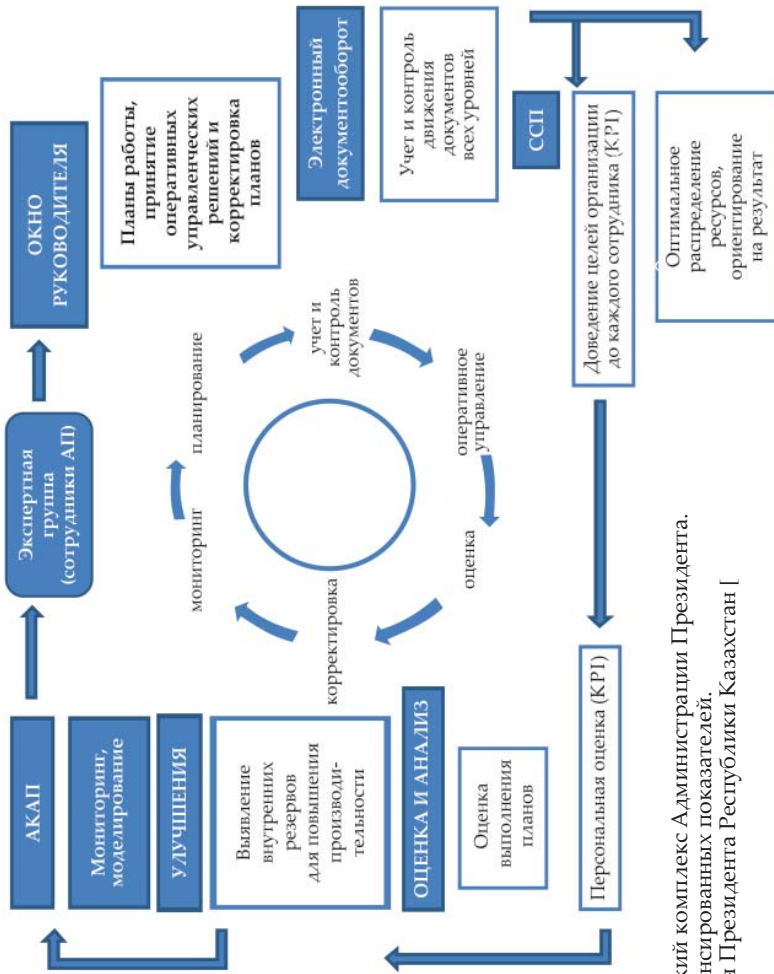 АКАП
Мониторинг,
моделирование
УЛУЧШЕНИЯ
Выявление
внутренних
резервов
для повышения
производи-
тельности
ОЦЕНКА И АНАЛИЗ
Оценка
выполнения
планов
Персональная оценка (KPI)
Экспертная
группа
(сотрудники АП)
мониторинг
планирование
учет и
контроль
документов
оперативное
управление
оценка
корректировка
ОКНО
РУКОВОДИТЕЛЯ
Планы работы,
принятие
оперативных
управленческих
решений и
корректировка
планов
Электронный
документооборот
Учет и контроль
движения
документов
всех уровней
ССП
Доведение целей организации
до каждого сотрудника (KPI)
Оптимальное
распределение
ресурсов,
ориентирование
на результат
кий комплекс Администрации Президента.
нсированных показателей.
Президента Республики Казахстан [